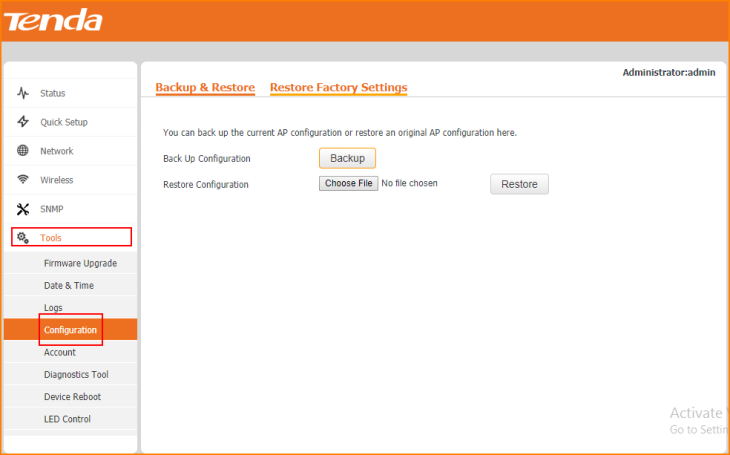 Tenda
Administrator:admin
Backup & Restore Restore Factory Settings
Status
Quick Setup
Network
Wireless
SNMP
Tools
Firmware Upgrade
Date & Time
Logs
Configuration
Account
Diagnostics Tool
Device Reboot
LED Control
You can back up the current AP configuration or restore an original AP configuration here.
Back Up Configuration Backup
Restore Configuration Choose File No file chosen Restore
Activate
Go to